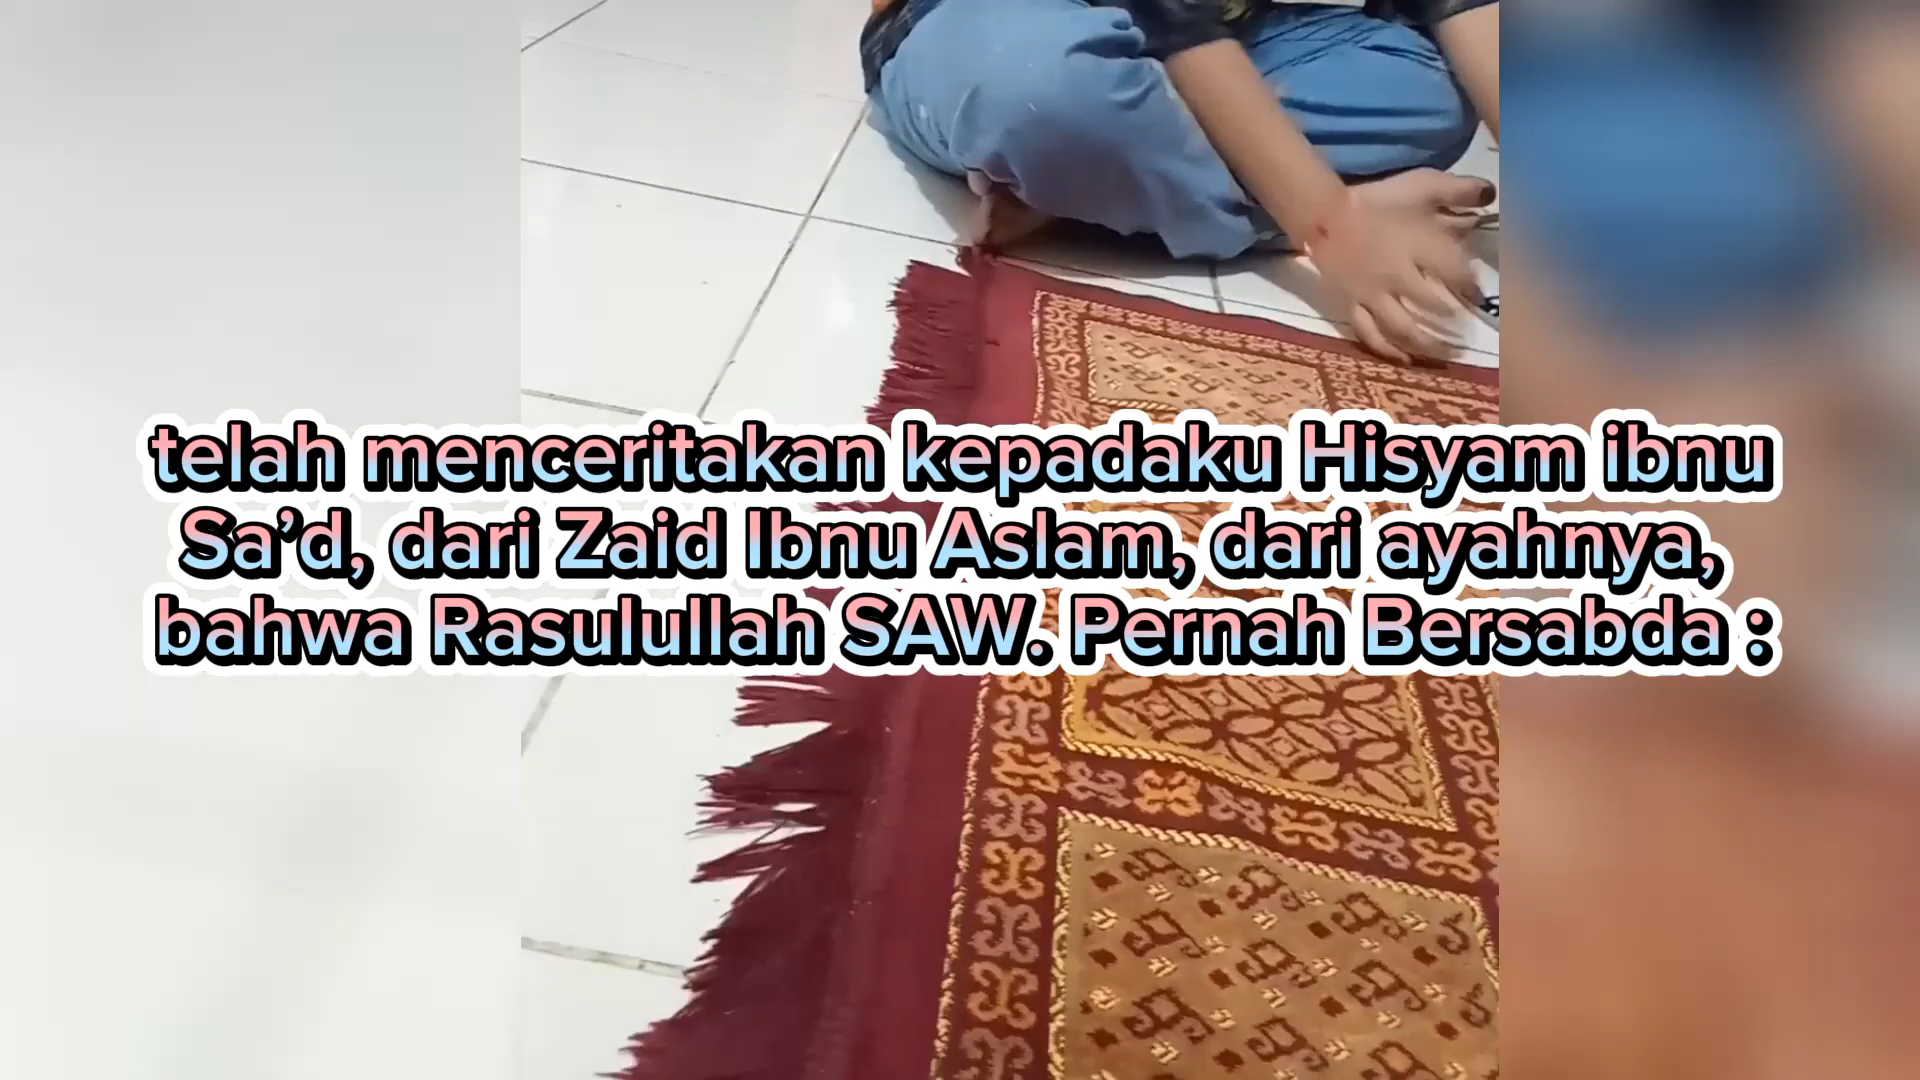 telah menceritakan kepadaku Hisyam ibnu
Sa’d, dari Zaid Ibnu Aslam, dari ayahnya,
bahwa Rasulullah SAW. Pernah Bersabda :